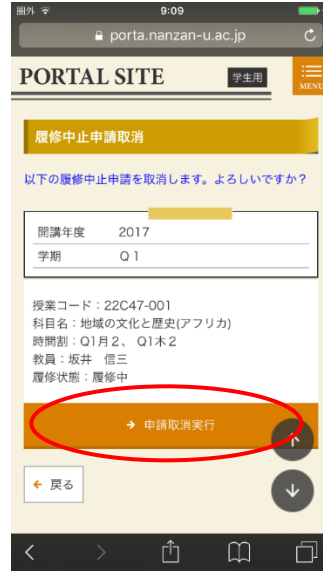 圏外 9:09
porta.nanzan-u.ac.jp
PORTAL SITE 学生用 MENU
履修中止申請取消
以下の履修中止申請を取消します。よろしいですか？
開講年度 2017
学期 Q1
授業コード：22C47-001
科目名：地域の文化と歴史(アフリカ)
時間割：Q1月2、 Q1木2
教員：坂井 信三
履修状態：履修中
→ 申請取消実行
← 戻る